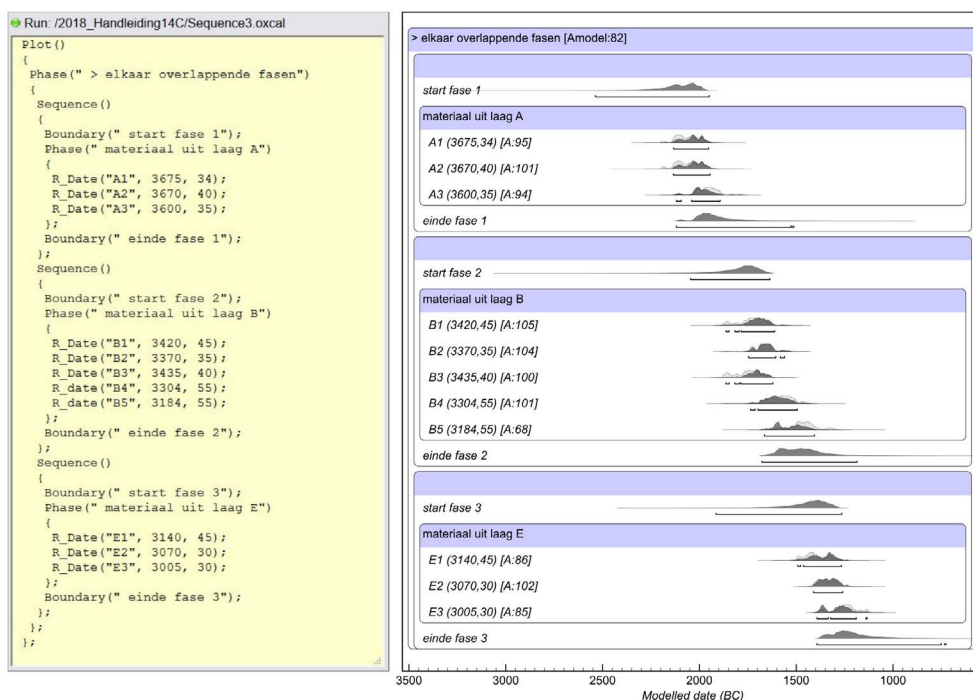 Run: /2018_Handleiding14C/Sequence3.oxcal
Plot()
{
Phase(" > elkaar overlappende fasen")
{
Sequence()
{
Boundary(" start fase 1");
Phase(" materiaal uit laag A")
{
R_Date("A1", 3675, 34);
R_Date("A2", 3670, 40);
R_Date("A3", 3600, 35);
};
Boundary(" einde fase 1");
};
Sequence()
{
Boundary(" start fase 2");
Phase(" materiaal uit laag B")
{
R_Date("B1", 3420, 45);
R_Date("B2", 3370, 35);
R_Date("B3", 3435, 40);
R_date("B4", 3304, 55);
R_date("B5", 3184, 55);
};
Boundary(" einde fase 2");
};
Sequence()
{
Boundary(" start fase 3");
Phase(" materiaal uit laag E")
{
R_Date("E1", 3140, 45);
R_Date("E2", 3070, 30);
R_Date("E3", 3005, 30);
};
Boundary(" einde fase 3");
};
};
};
> elkaar overlappende fasen [Amodel:82]
start fase 1
materiaal uit laag A
A1 (3675,34) [A:95]
A2 (3670,40) [A:101]
A3 (3600,35) [A:94]
einde fase 1
start fase 2
materiaal uit laag B
B1 (3420,45) [A:105]
B2 (3370,35) [A:104]
B3 (3435,40) [A:100]
B4 (3304,55) [A:101]
B5 (3184,55) [A:68]
einde fase 2
start fase 3
materiaal uit laag E
E1 (3140,45) [A:86]
E2 (3070,30) [A:102]
E3 (3005,30) [A:85]
einde fase 3
3500 3000 2500 2000 1500 1000
Modelled date (BC)